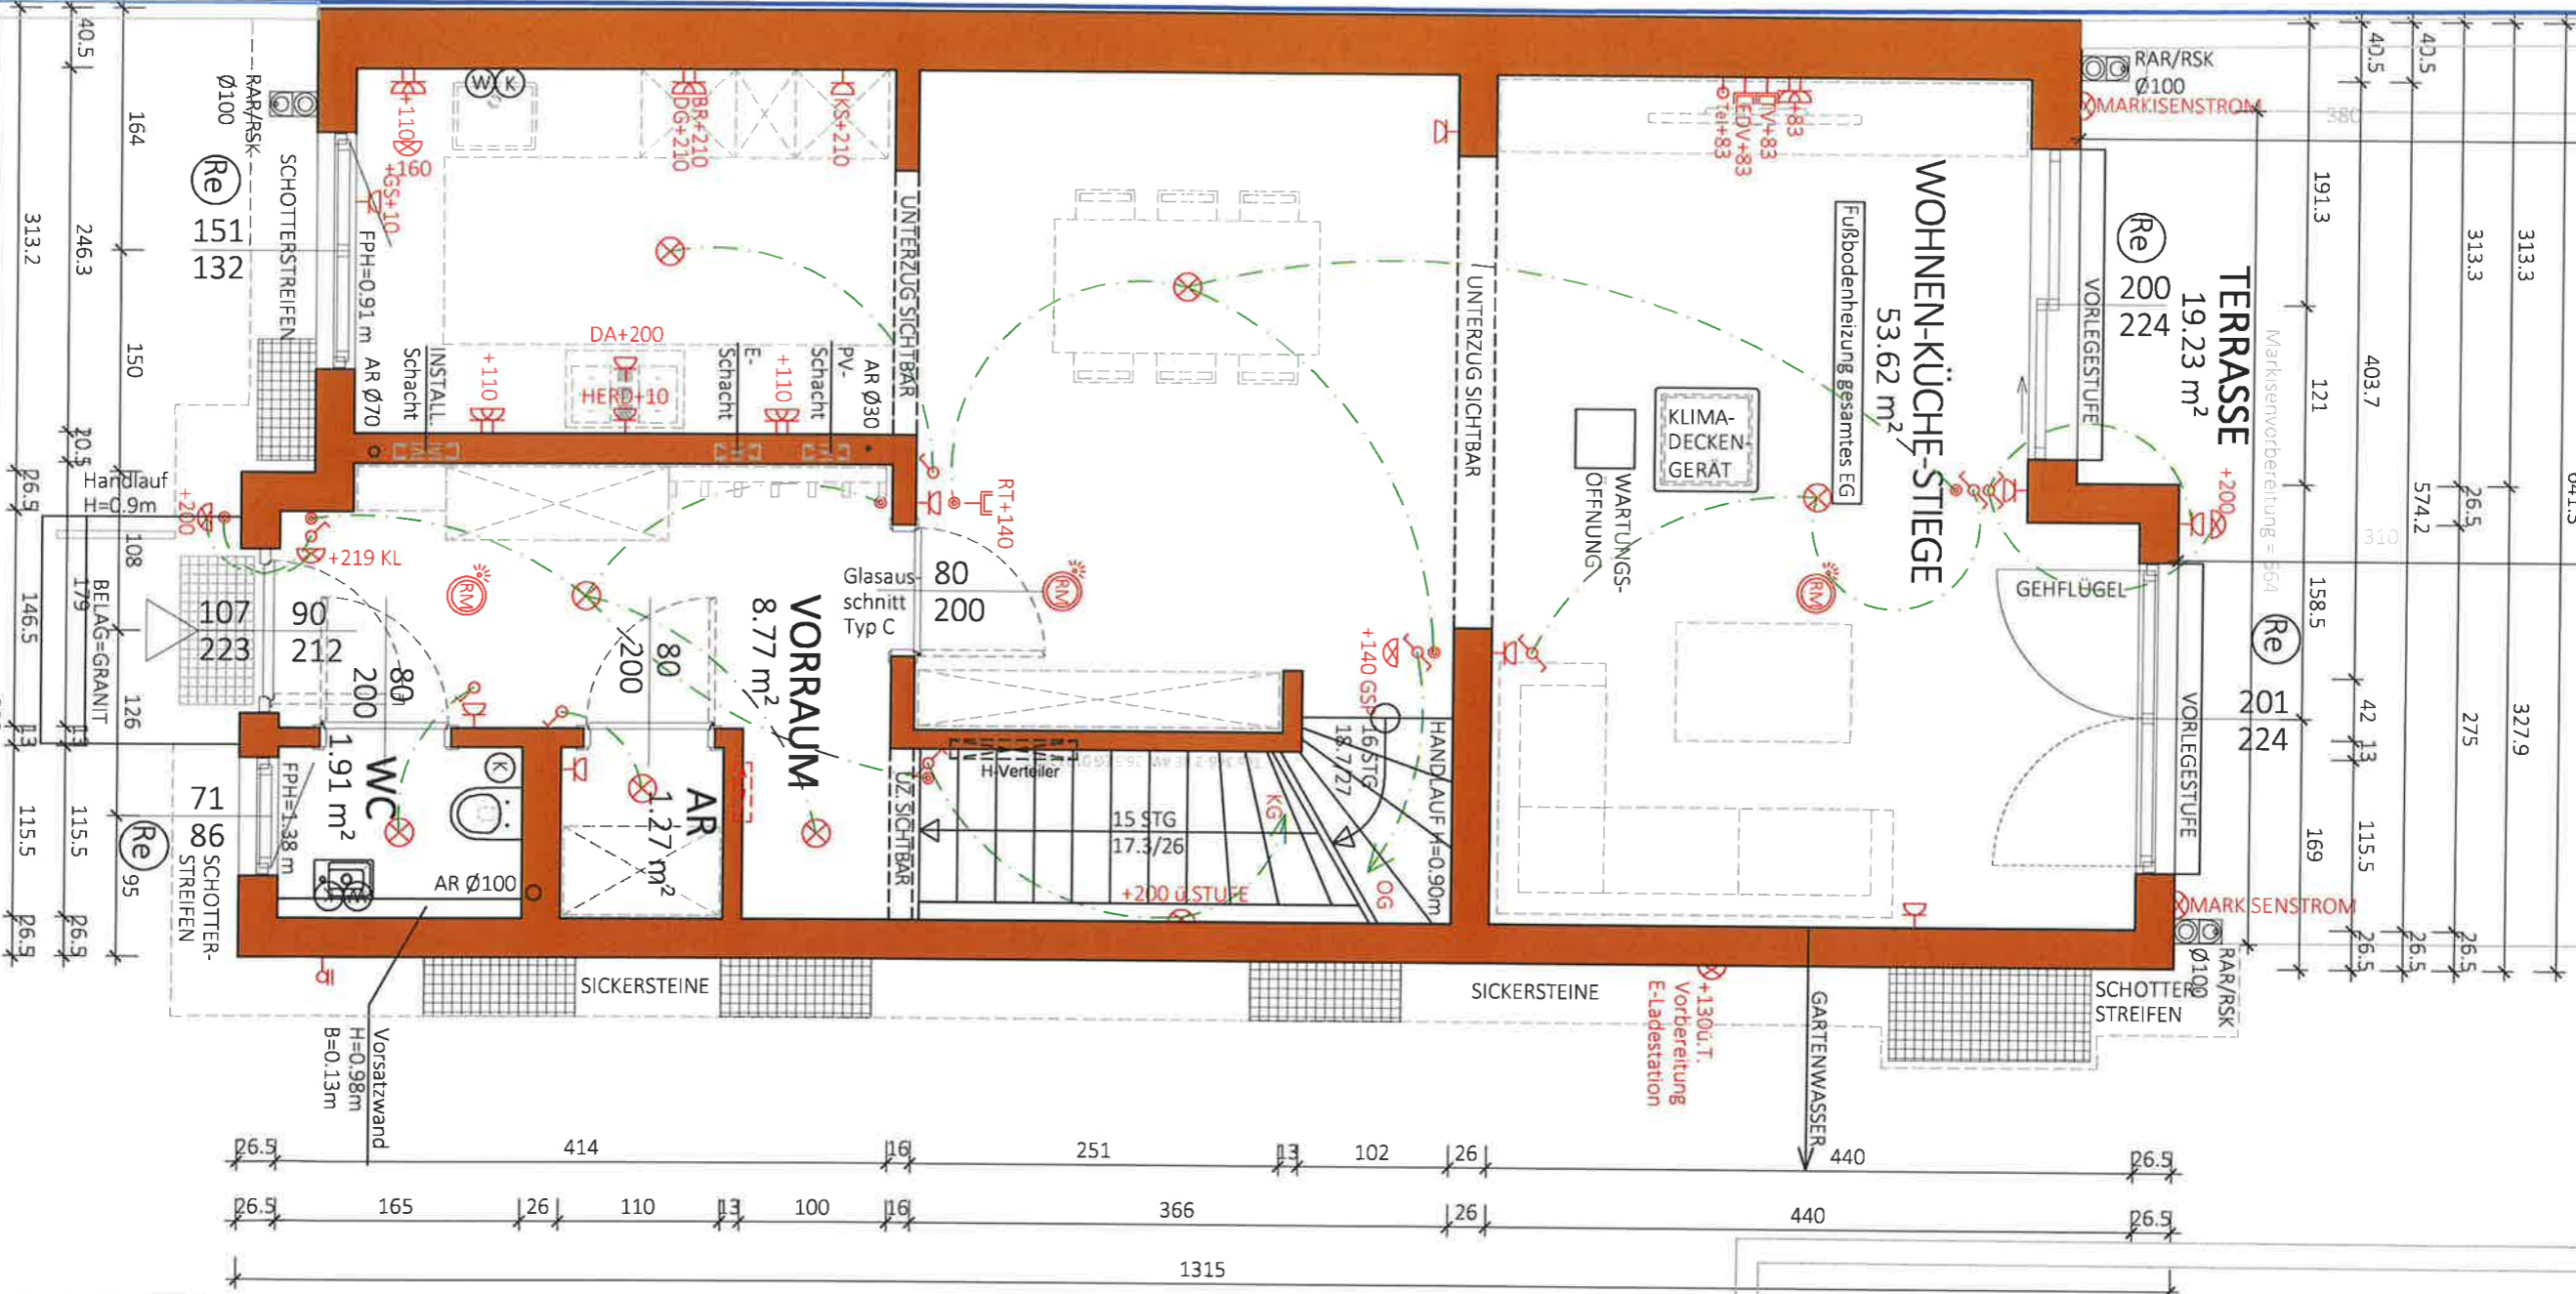 RAR/RSK
Ø100
SCHOTTERSTREIFEN
Re
151
132
FPH=0.91 m
AR Ø70
+110
+160
GS+10
W
K
BR+210
DG+210
KS+210
DA+200
HERD+10
+110
INSTALL.
Schacht
E-
Schacht
+110
PV-
Schacht
AR Ø30
UNTERZUG SICHTBAR
UNTERZUG SICHTBAR
Tel+83
EDV+83
TV+83
+83
WOHNEN-KÜCHE-STIEGE
53.62 m²
Fußbodenheizung gesamtes EG
KLIMA-
DECKEN-
GERÄT
WARTUNGS-
ÖFFNUNG
RAR/RSK
Ø100
MARKISENSTROM
Re
200
224
VORLEGESTUFE
TERRASSE
19.23 m²
Markisenvorbereitung = 564
+200
GEHFLÜGEL
Re
201
224
VORLEGESTUFE
MARKISENSTROM
RAR/RSK
Ø100
SCHOTTER
STREIFEN
Handlauf
H=0.9m
+200
BELAG=GRANIT
107
223
90
212
+219 KL
RM
RM
RM
80
200
80
200
VORRAUM
8.77 m²
Glasaus-
schnitt
Typ C
80
200
RT+140
+140 GSP
16STG
18.7/27
HANDLAUF H=0.90m
H-Verteiler
15 STG
17.3/26
KG
OG
+200 ü.STUFE
UZ. SICHTBAR
WC
1.91 m²
K
FPH=1.38 m
AR Ø100
K
W
AR
1.27 m²
71
86
Re
SCHOTTER-
STREIFEN
SICKERSTEINE
SICKERSTEINE
Vorsatzwand
H=0.98m
B=0.13m
+130ü.T.
Vorbereitung
E-Ladestation
GARTENWASSER
313.2
26.5
146.5
13
115.5
26.5
40.5
246.3
20.5
179
13
115.5
26.5
164
150
108
126
95
380
310
191.3
121
158.5
169
40.5
403.7
42
13
115.5
26.5
40.5
574.2
26.5
313.3
26.5
275
26.5
313.3
327.9
26.5
414
16
251
13
102
26
440
26.5
26.5
165
26
110
13
100
16
366
26
440
26.5
1315